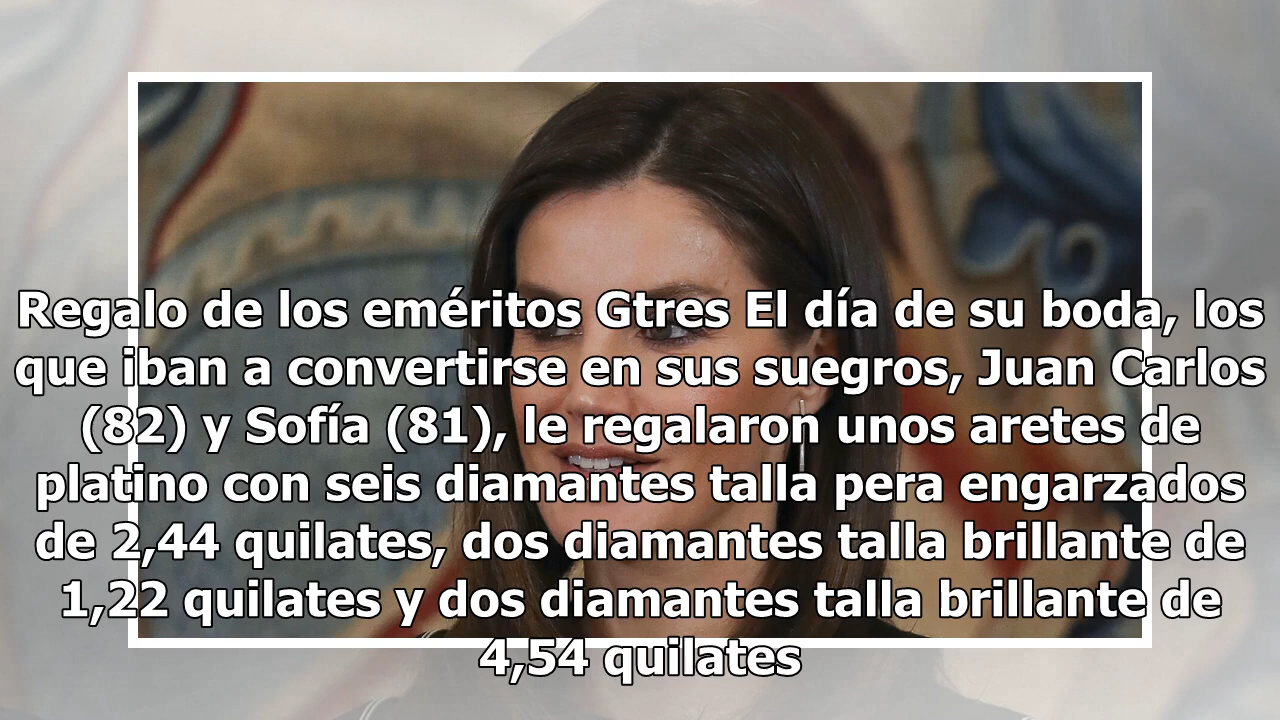 Regalo de los eméritos Gtres El día de su boda, los
que iban a convertirse en sus suegros, Juan Carlos
(82) y Sofía (81), le regalaron unos aretes de
platino con seis diamantes talla pera engarzados
de 2,44 quilates, dos diamantes talla brillante de
1,22 quilates y dos diamantes talla brillante de
4,54 quilates